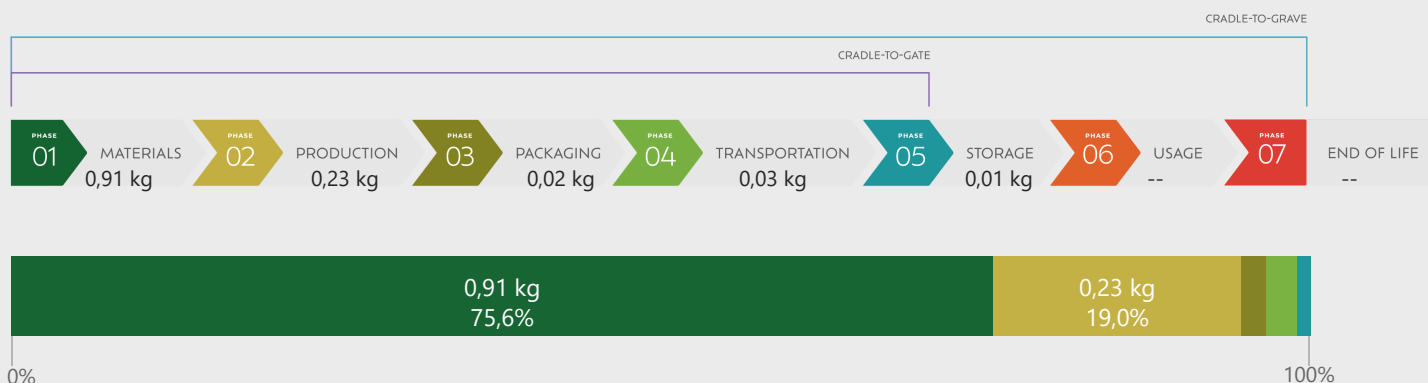 CRADLE-TO-GRAVE
CRADLE-TO-GATE
PHASE
01
MATERIALS
0,91 kg
PHASE
02
PRODUCTION
0,23 kg
PHASE
03
PACKAGING
0,02 kg
PHASE
04
TRANSPORTATION
0,03 kg
PHASE
05
STORAGE
0,01 kg
PHASE
06
USAGE
--
PHASE
07
END OF LIFE
--
0,91 kg
75,6%
0,23 kg
19,0%
0%
100%